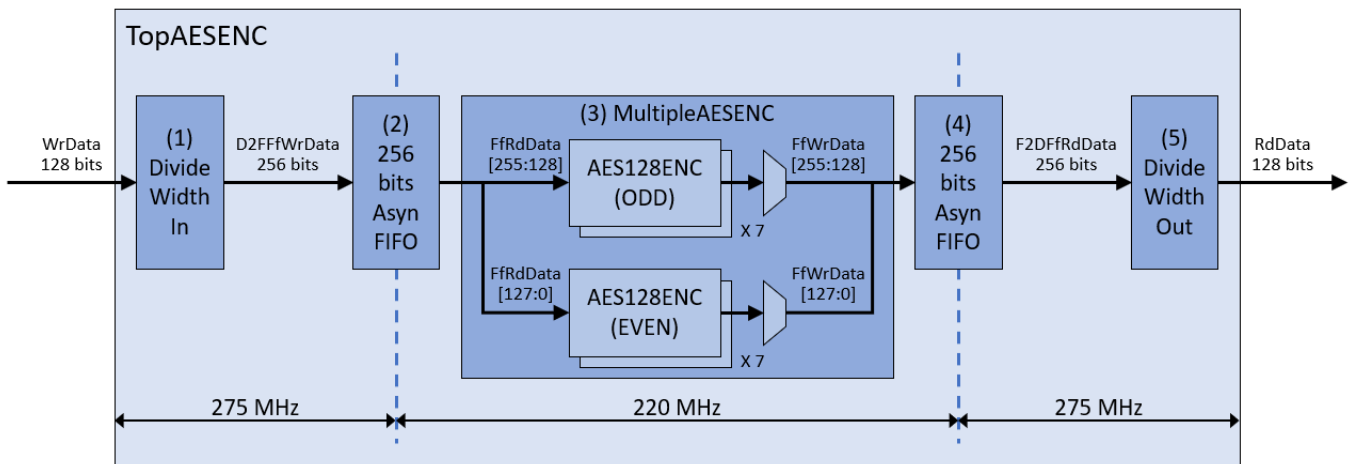 TopAESENC
WrData
128 bits
(1)
Divide
Width
In
D2FFfWrData
256 bits
(2)
256
bits
Asyn
FIFO
(3) MultipleAESENC
FfRdData
[255:128]
AES128ENC
(ODD)
X 7
FfWrData
[255:128]
FfRdData
[127:0]
AES128ENC
(EVEN)
X 7
FfWrData
[127:0]
(4)
256
bits
Asyn
FIFO
F2DFfRdData
256 bits
(5)
Divide
Width
Out
RdData
128 bits
275 MHz
220 MHz
275 MHz